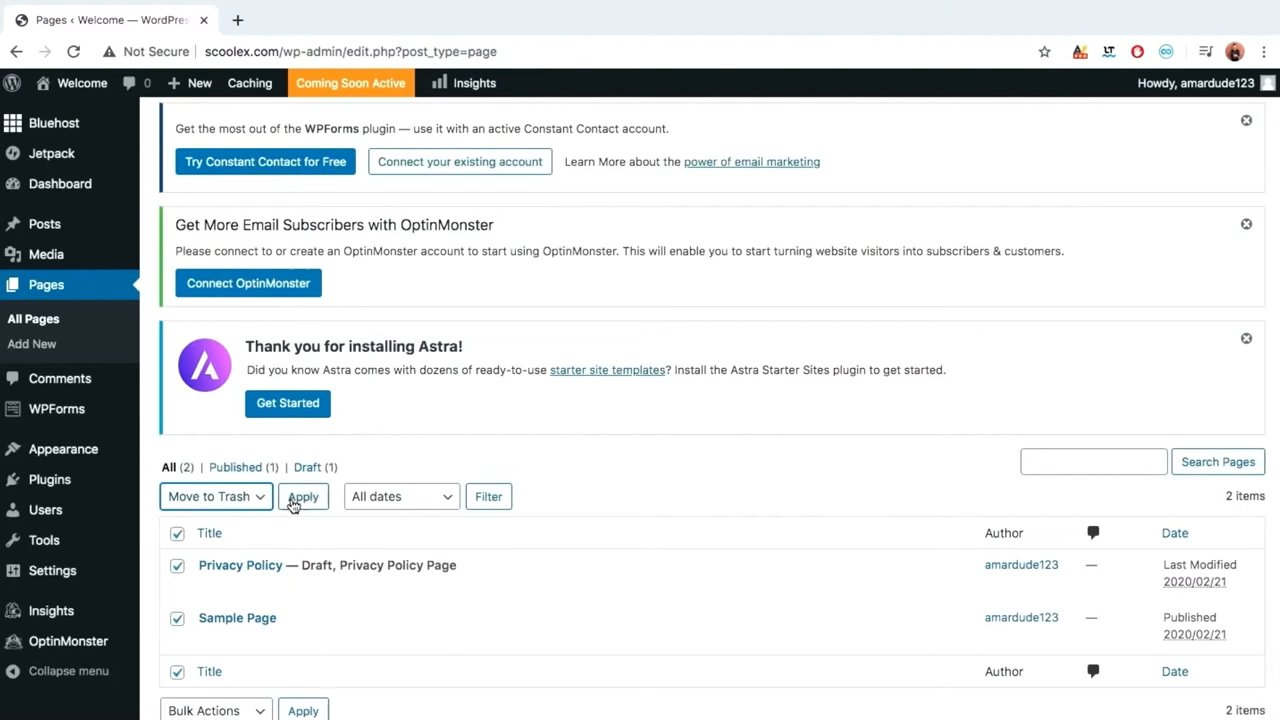 Pages ‹ Welcome — WordPres
Not Secure
scoolex.com/wp-admin/edit.php?post_type=page
LT
Welcome
0
New
Caching
Coming Soon Active
Insights
Howdy, amardude123
Bluehost
Jetpack
Dashboard
Posts
Media
Pages
All Pages
Add New
Comments
WPForms
Appearance
Plugins
Users
Tools
Settings
Insights
OptinMonster
Collapse menu
Get the most out of the WPForms plugin — use it with an active Constant Contact account.
Try Constant Contact for Free
Connect your existing account
Learn More about the power of email marketing
Get More Email Subscribers with OptinMonster
Please connect to or create an OptinMonster account to start using OptinMonster. This will enable you to start turning website visitors into subscribers & customers.
Connect OptinMonster
Thank you for installing Astra!
Did you know Astra comes with dozens of ready-to-use starter site templates? Install the Astra Starter Sites plugin to get started.
Get Started
All (2) | Published (1) | Draft (1)
Search Pages
Move to Trash
Apply
All dates
Filter
2 items
Title
Author
Date
Privacy Policy — Draft, Privacy Policy Page
amardude123
—
Last Modified
2020/02/21
Sample Page
amardude123
—
Published
2020/02/21
Title
Author
Date
Bulk Actions
Apply
2 items